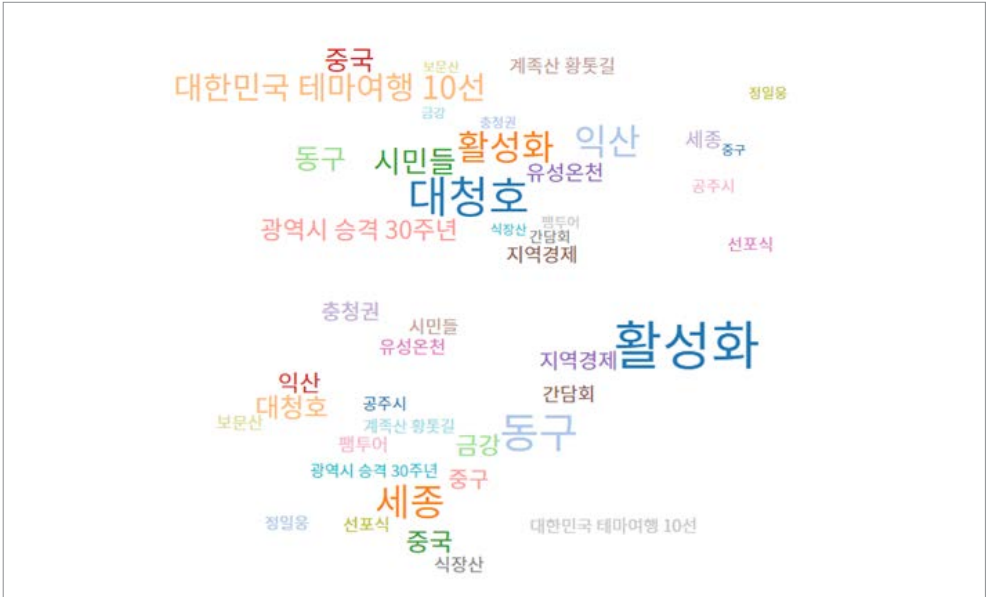 중국
보문산
계족산 황톳길
대한민국 테마여행 10선
정일웅
금강
충청권
활성화
익산
세종
중구
동구
시민들
유성온천
대청호
공주시
광역시 승격 30주년
식장산
팸투어
간담회
지역경제
선포식
충청권
시민들
유성온천
활성화
지역경제
익산
대청호
공주시
간담회
보문산
계족산 황톳길
동구
팸투어
금강
광역시 승격 30주년
중구
세종
정일웅
선포식
대한민국 테마여행 10선
중국
식장산